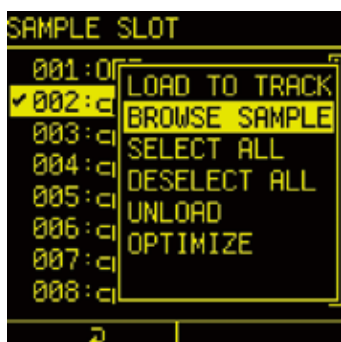 SAMPLE SLOT
001:OFF
LOAD TO TRACK
✔002:
BROWSE SAMPLE
003:
SELECT ALL
004:
DESELECT ALL
005:
UNLOAD
006:
OPTIMIZE
007:
008: